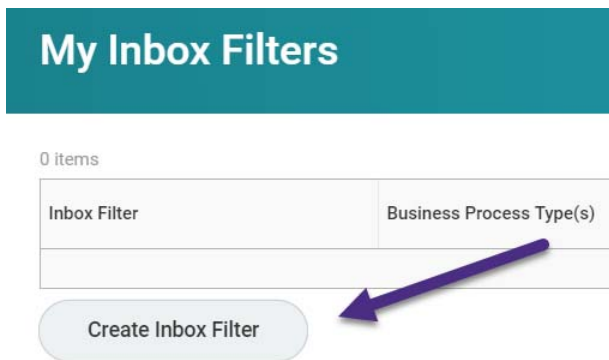 My Inbox Filters
0 items
Inbox Filter Business Process Type(s)
Create Inbox Filter